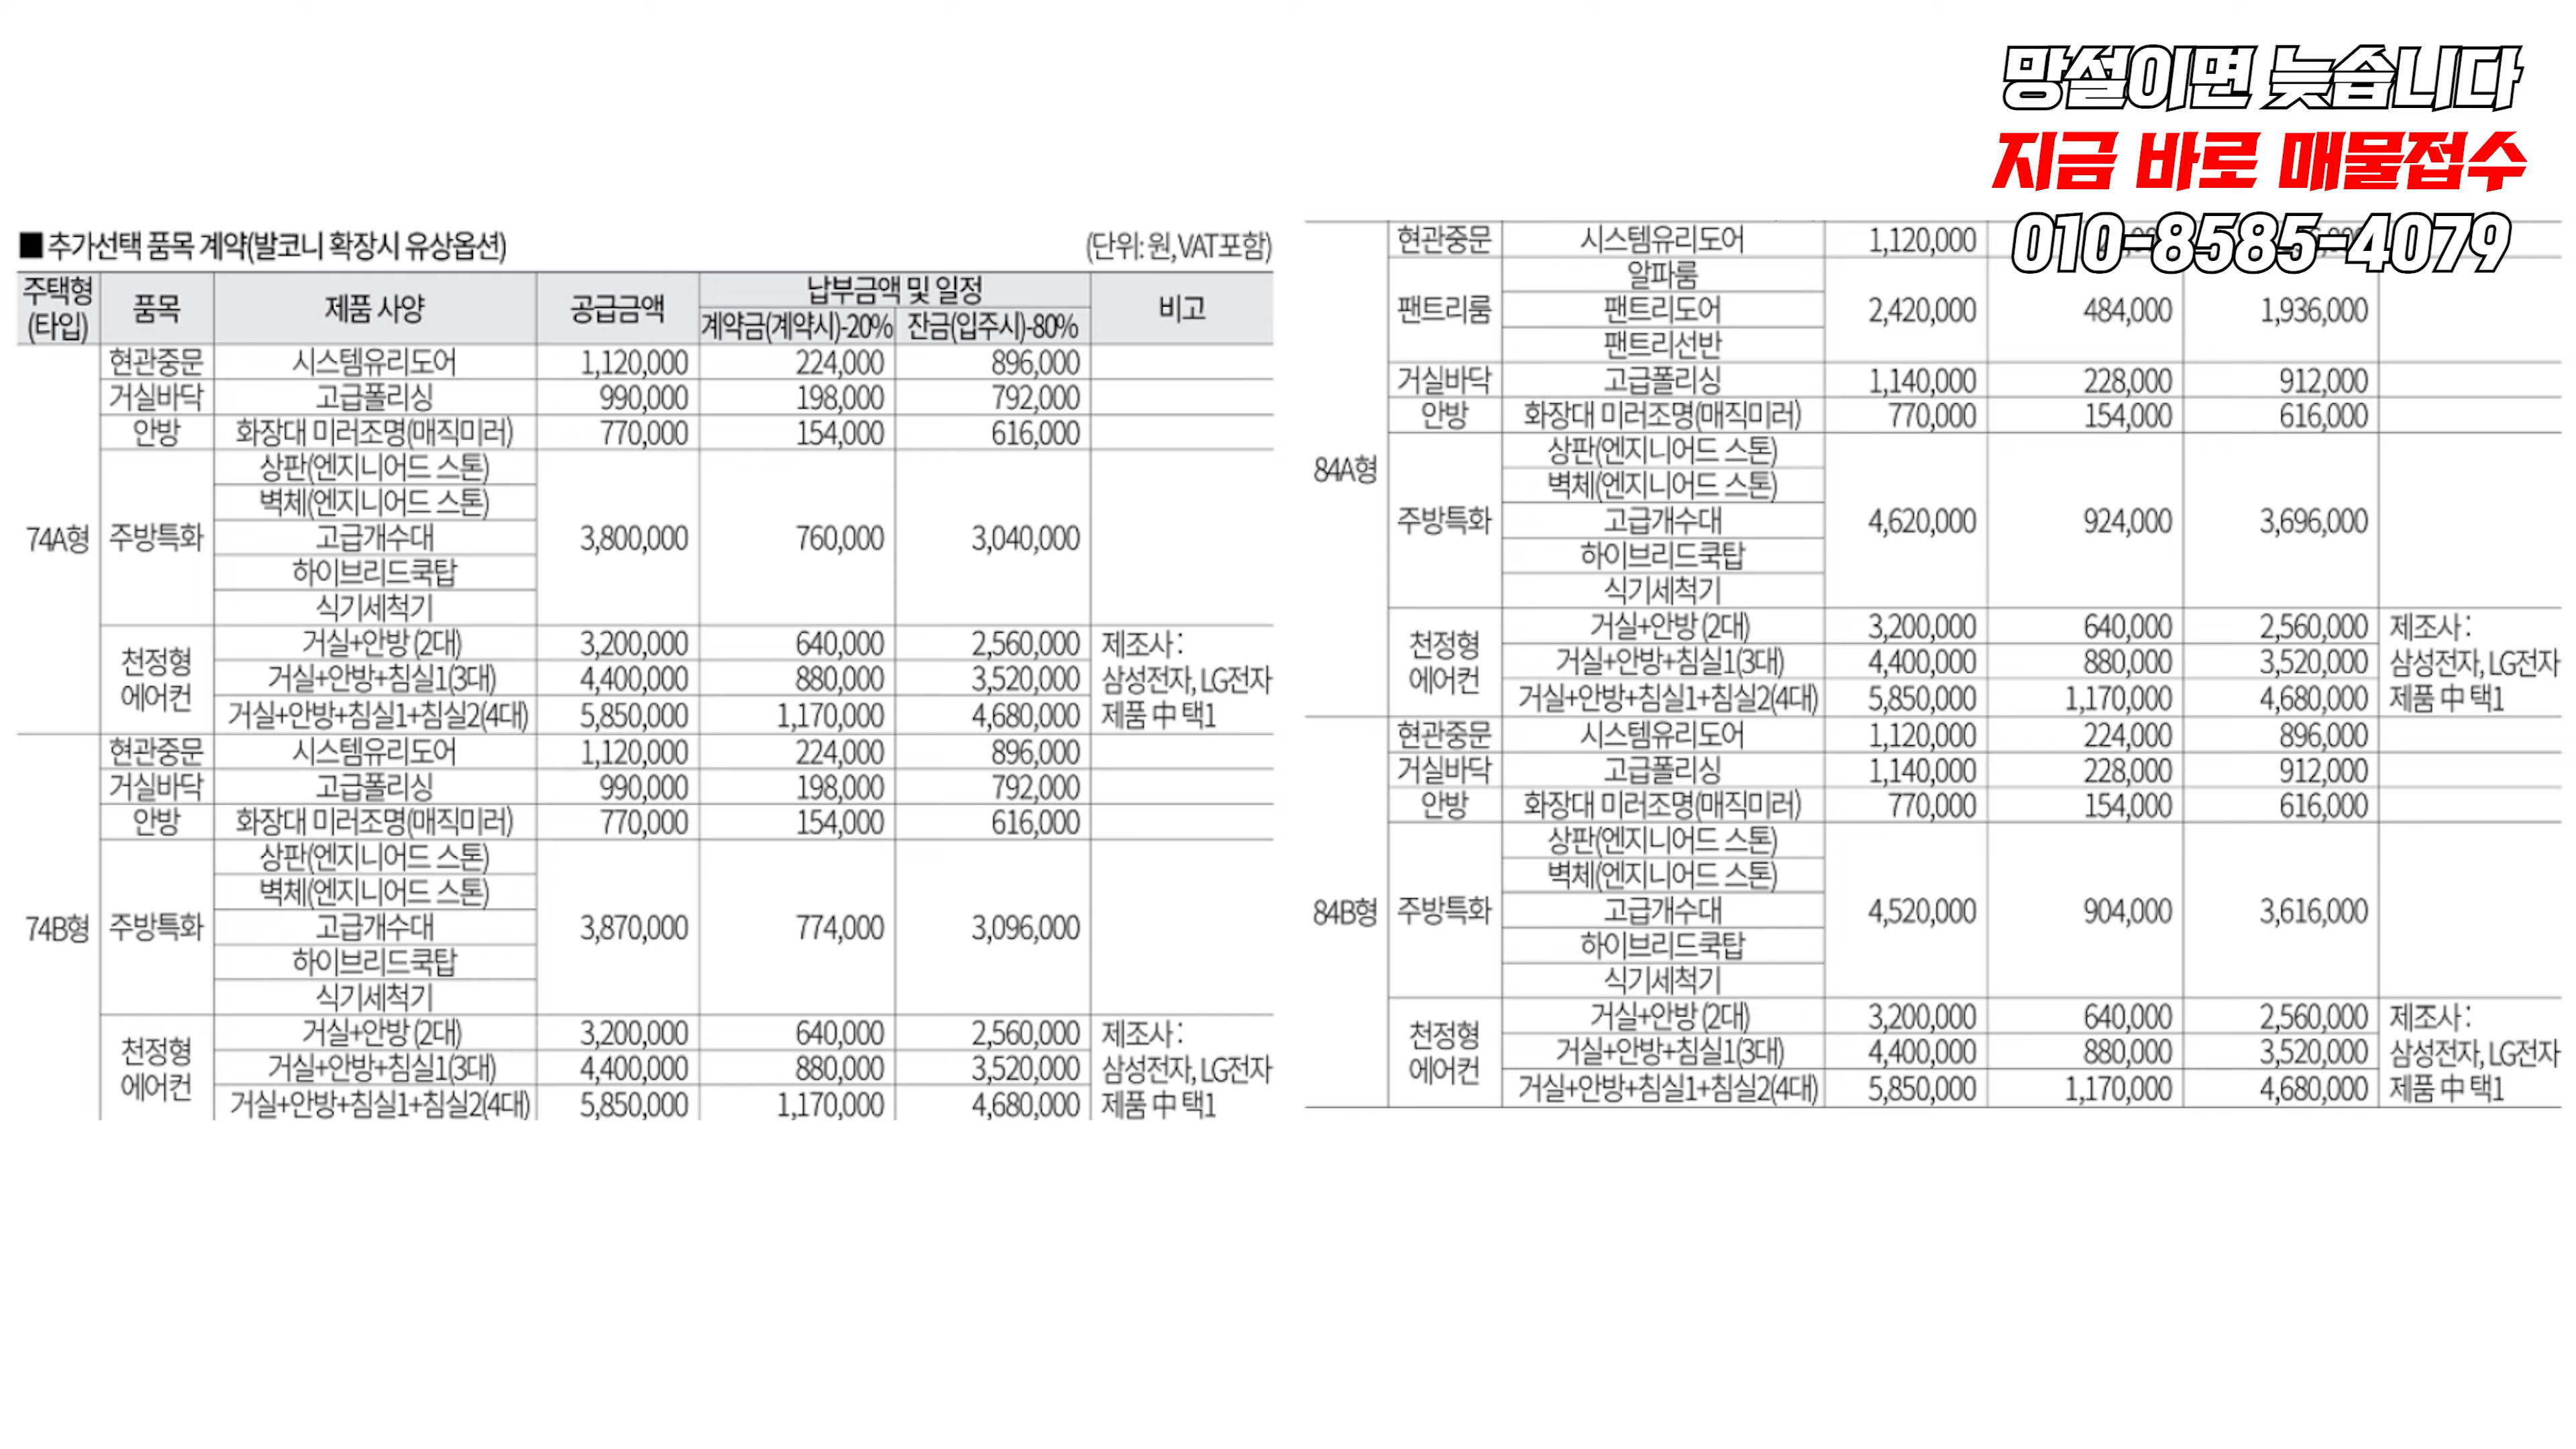 망설이면 늦습니다
지금 바로 매물접수
010-8585-4079
■ 추가선택 품목 계약(발코니 확장시 유상옵션) (단위: 원, VAT포함)
주택형(타입) 품목 제품 사양 공급금액 납부금액 및 일정 비고
계약금(계약시)-20% 잔금(입주시)-80%
74A형
현관중문 시스템유리도어 1,120,000 224,000 896,000
거실바닥 고급폴리싱 990,000 198,000 792,000
안방 화장대 미러조명(매직미러) 770,000 154,000 616,000
주방특화 상판(엔지니어드 스톤)
벽체(엔지니어드 스톤)
고급개수대 3,800,000 760,000 3,040,000
하이브리드쿡탑
식기세척기
천정형 에어컨 거실+안방 (2대) 3,200,000 640,000 2,560,000 제조사 :
거실+안방+침실1(3대) 4,400,000 880,000 3,520,000 삼성전자, LG전자
거실+안방+침실1+침실2(4대) 5,850,000 1,170,000 4,680,000 제품 中 택1
74B형
현관중문 시스템유리도어 1,120,000 224,000 896,000
거실바닥 고급폴리싱 990,000 198,000 792,000
안방 화장대 미러조명(매직미러) 770,000 154,000 616,000
주방특화 상판(엔지니어드 스톤)
벽체(엔지니어드 스톤)
고급개수대 3,870,000 774,000 3,096,000
하이브리드쿡탑
식기세척기
천정형 에어컨 거실+안방 (2대) 3,200,000 640,000 2,560,000 제조사 :
거실+안방+침실1(3대) 4,400,000 880,000 3,520,000 삼성전자, LG전자
거실+안방+침실1+침실2(4대) 5,850,000 1,170,000 4,680,000 제품 中 택1
84A형
현관중문 시스템유리도어 1,120,000
팬트리룸 알파룸
팬트리도어 2,420,000 484,000 1,936,000
팬트리선반
거실바닥 고급폴리싱 1,140,000 228,000 912,000
안방 화장대 미러조명(매직미러) 770,000 154,000 616,000
주방특화 상판(엔지니어드 스톤)
벽체(엔지니어드 스톤)
고급개수대 4,620,000 924,000 3,696,000
하이브리드쿡탑
식기세척기
천정형 에어컨 거실+안방 (2대) 3,200,000 640,000 2,560,000 제조사 :
거실+안방+침실1(3대) 4,400,000 880,000 3,520,000 삼성전자, LG전자
거실+안방+침실1+침실2(4대) 5,850,000 1,170,000 4,680,000 제품 中 택1
84B형
현관중문 시스템유리도어 1,120,000 224,000 896,000
거실바닥 고급폴리싱 1,140,000 228,000 912,000
안방 화장대 미러조명(매직미러) 770,000 154,000 616,000
주방특화 상판(엔지니어드 스톤)
벽체(엔지니어드 스톤)
고급개수대 4,520,000 904,000 3,616,000
하이브리드쿡탑
식기세척기
천정형 에어컨 거실+안방 (2대) 3,200,000 640,000 2,560,000 제조사 :
거실+안방+침실1(3대) 4,400,000 880,000 3,520,000 삼성전자, LG전자
거실+안방+침실1+침실2(4대) 5,850,000 1,170,000 4,680,000 제품 中 택1